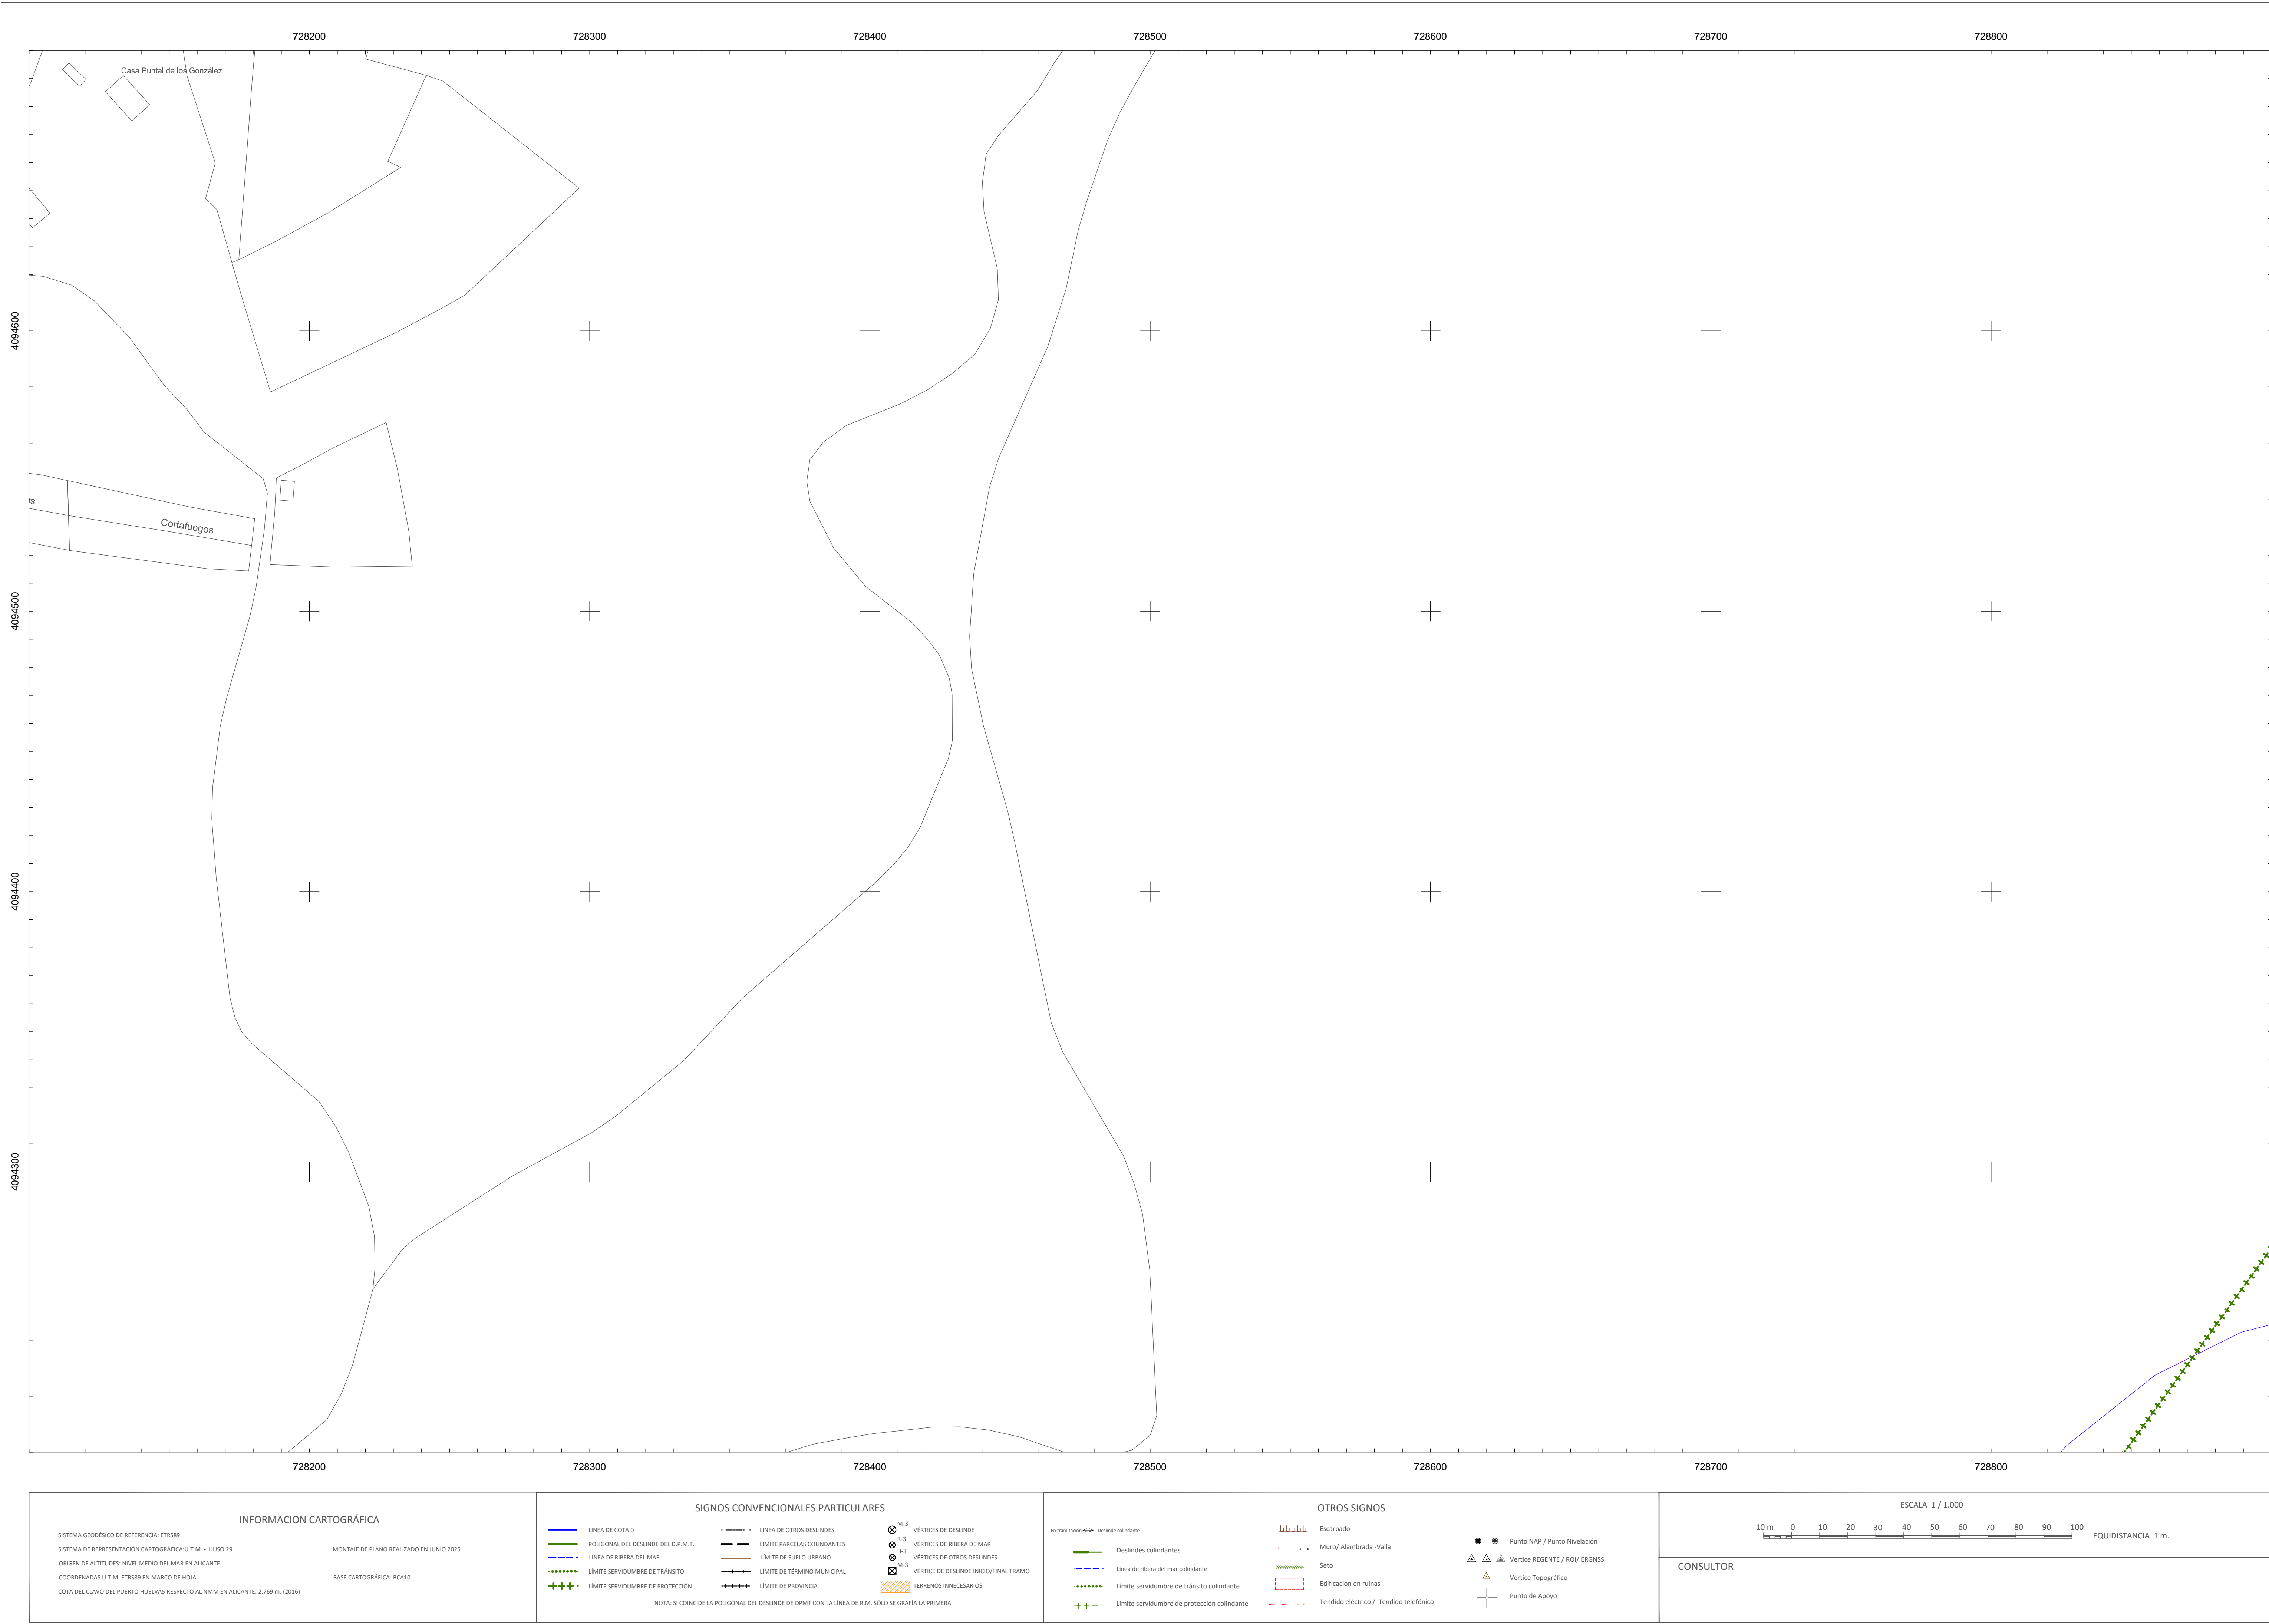 728200 728300 728400 728500 728600 728700 728800
Casa Puntal de los González
4094600
rs
Cortafuegos
4094500
4094400
4094300
728200 728300 728400 728500 728600 728700 728800
INFORMACION CARTOGRÁFICA
SISTEMA GEODÉSICO DE REFERENCIA: ETRS89
SISTEMA DE REPRESENTACIÓN CARTOGRÁFICA:U.T.M. - HUSO 29
MONTAJE DE PLANO REALIZADO EN JUNIO 2025
ORIGEN DE ALTITUDES: NIVEL MEDIO DEL MAR EN ALICANTE
COORDENADAS U.T.M. ETRS89 EN MARCO DE HOJA
BASE CARTOGRÁFICA: BCA10
COTA DEL CLAVO DEL PUERTO HUELVAS RESPECTO AL NMM EN ALICANTE: 2.769 m. (2016)
SIGNOS CONVENCIONALES PARTICULARES
LINEA DE COTA 0
POLIGONAL DEL DESLINDE DEL D.P.M.T.
LÍNEA DE RIBERA DEL MAR
LÍMITE SERVIDUMBRE DE TRÁNSITO
LÍMITE SERVIDUMBRE DE PROTECCIÓN
LINEA DE OTROS DESLINDES
LIMITE PARCELAS COLINDANTES
LÍMITE DE SUELO URBANO
LÍMITE DE TÉRMINO MUNICIPAL
LÍMITE DE PROVINCIA
M-3
VÉRTICES DE DESLINDE
R-3
VÉRTICES DE RIBERA DE MAR
H-3
VÉRTICES DE OTROS DESLINDES
M-3
VÉRTICE DE DESLINDE INICIO/FINAL TRAMO
TERRENOS INNECESARIOS
NOTA: SI COINCIDE LA POLIGONAL DEL DESLINDE DE DPMT CON LA LÍNEA DE R.M. SÓLO SE GRAFÍA LA PRIMERA
OTROS SIGNOS
En tramitación Deslinde colindante
Deslindes colindantes
Línea de ribera del mar colindante
Límite servidumbre de tránsito colindante
Límite servidumbre de protección colindante
Escarpado
Muro/ Alambrada -Valla
Seto
Edificación en ruinas
Tendido eléctrico / Tendido telefónico
Punto NAP / Punto Nivelación
Vertice REGENTE / ROI/ ERGNSS
Vértice Topográfico
Punto de Apoyo
ESCALA 1 / 1.000
10 m 0 10 20 30 40 50 60 70 80 90 100
EQUIDISTANCIA 1 m.
CONSULTOR